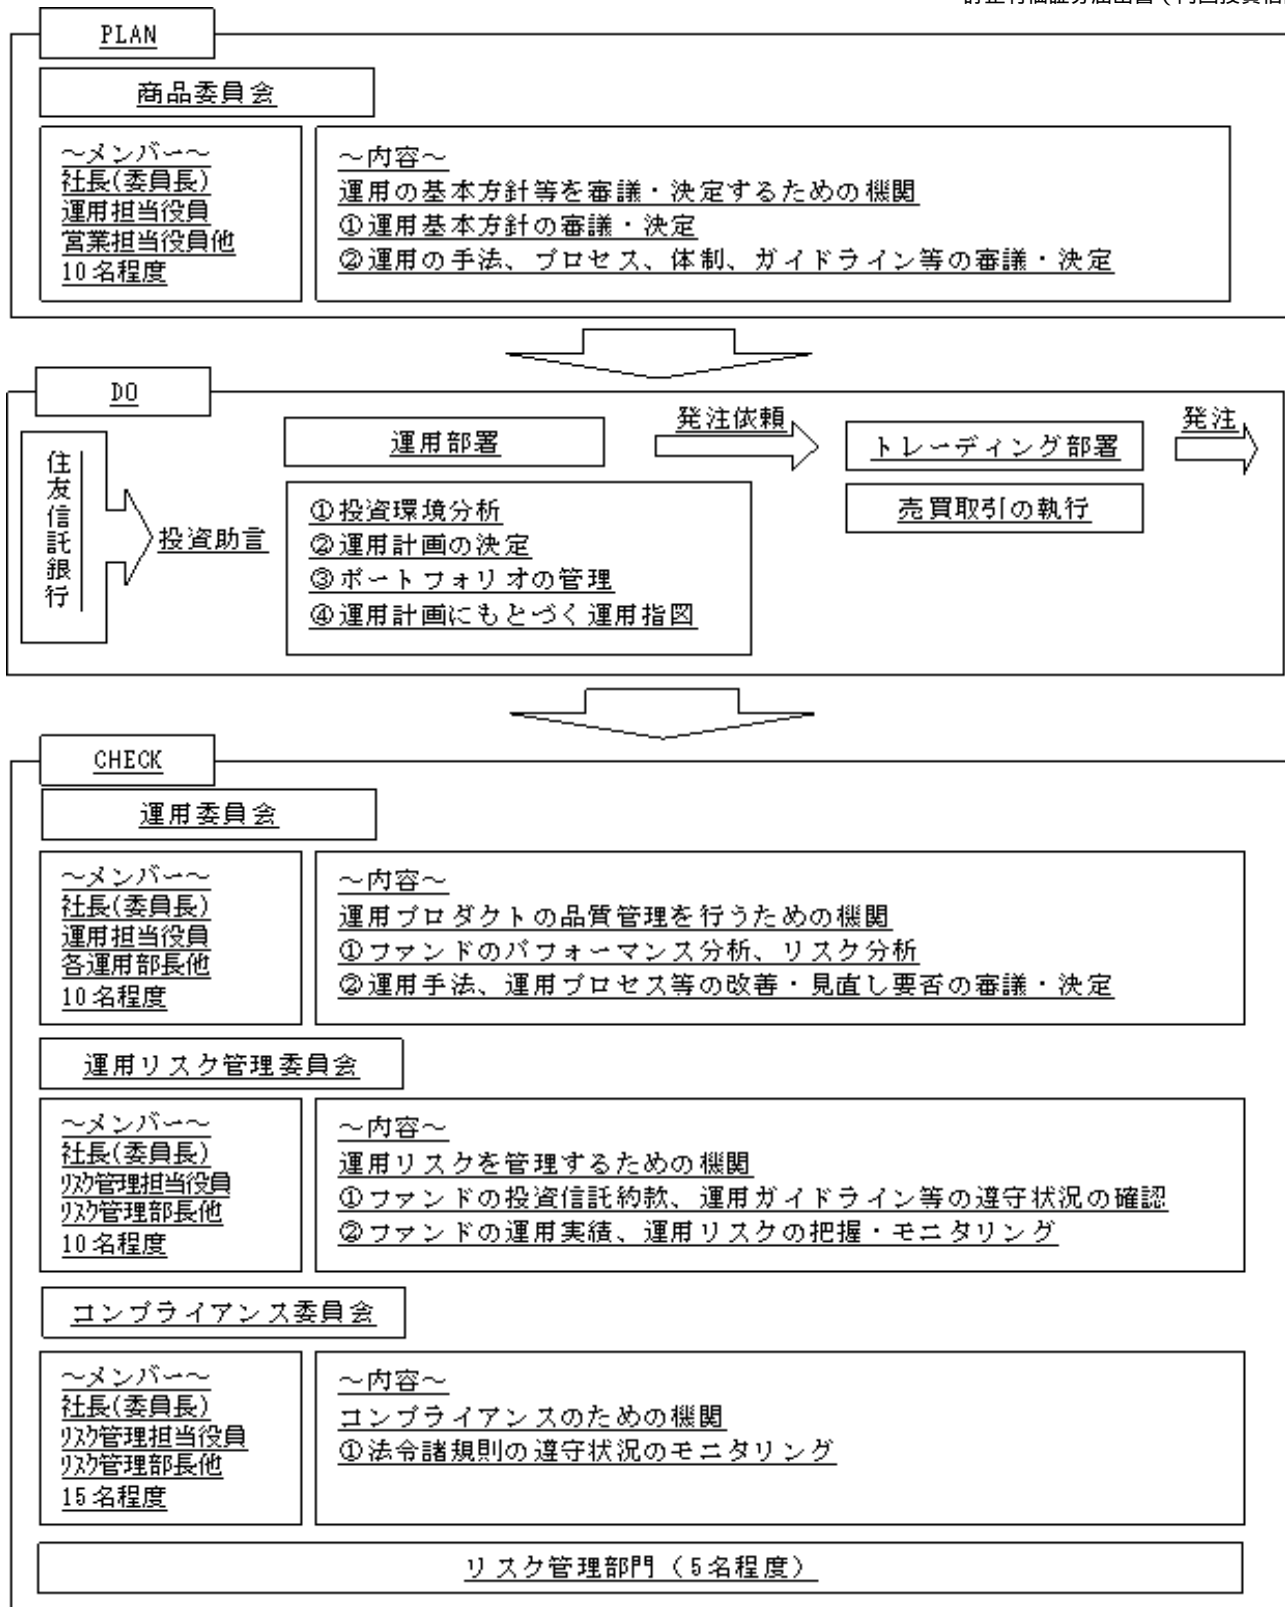 PLAN
商品委員会
～メンバー～
社長(委員長)
運用担当役員
営業担当役員他
10名程度
～内容～
運用の基本方針等を審議・決定するための機関
①運用基本方針の審議・決定
②運用の手法、プロセス、体制、ガイドライン等の審議・決定
DO
住友信託銀行
投資助言
運用部署
①投資環境分析
②運用計画の決定
③ポートフォリオの管理
④運用計画にもとづく運用指図
発注依頼
トレーディング部署
売買取引の執行
発注
CHECK
運用委員会
～メンバー～
社長(委員長)
運用担当役員
各運用部長他
10名程度
～内容～
運用プロダクトの品質管理を行うための機関
①ファンドのパフォーマンス分析、リスク分析
②運用手法、運用プロセス等の改善・見直し要否の審議・決定
運用リスク管理委員会
～メンバー～
社長(委員長)
ﾘｽｸ管理担当役員
ﾘｽｸ管理部長他
10名程度
～内容～
運用リスクを管理するための機関
①ファンドの投資信託約款、運用ガイドライン等の遵守状況の確認
②ファンドの運用実績、運用リスクの把握・モニタリング
コンプライアンス委員会
～メンバー～
社長(委員長)
ﾘｽｸ管理担当役員
ﾘｽｸ管理部長他
15名程度
～内容～
コンプライアンスのための機関
①法令諸規則の遵守状況のモニタリング
リスク管理部門（5名程度）